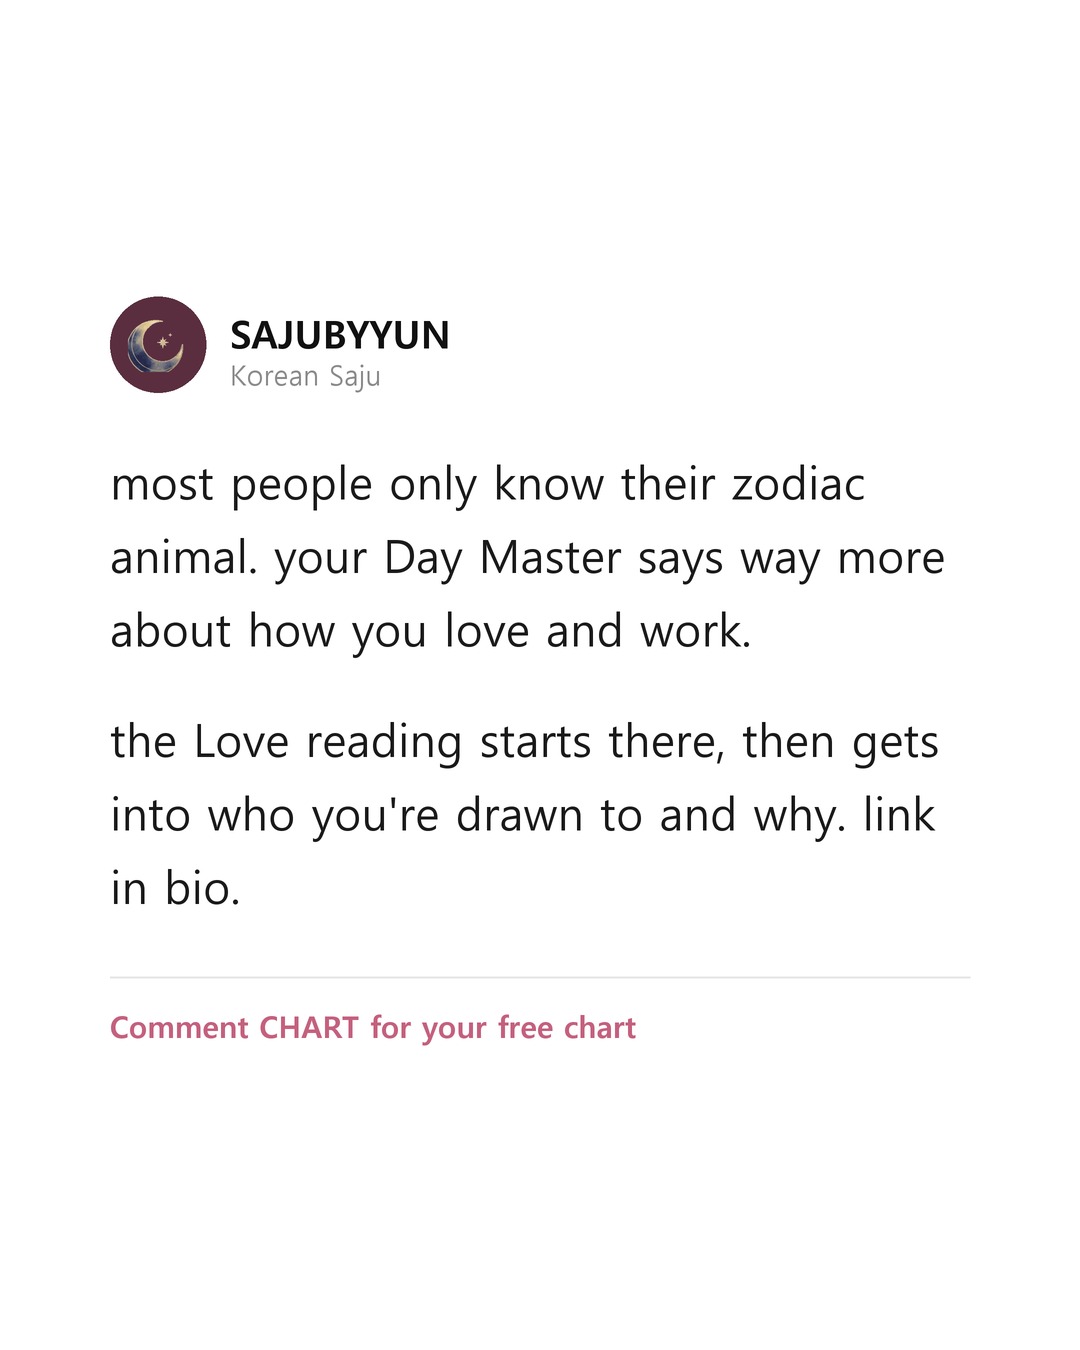 SAJUBYYUN
Korean Saju
most people only know their zodiac
animal. your Day Master says way more
about how you love and work.
the Love reading starts there, then gets
into who you're drawn to and why. link
in bio.
Comment CHART for your free chart